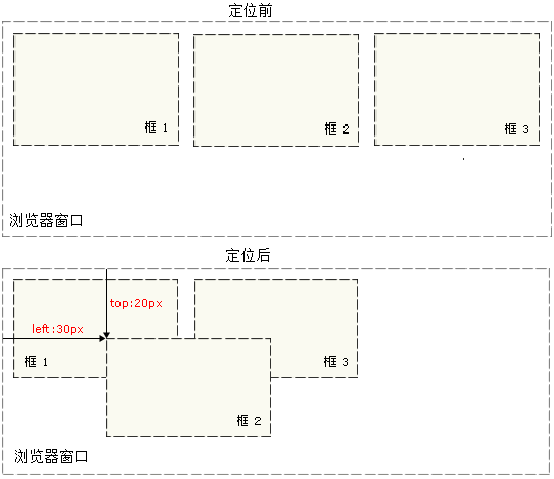 定位前
框 1
框 2
框 3
浏览器窗口
定位后
top:20px
left:30px
框 1
框 3
框 2
浏览器窗口